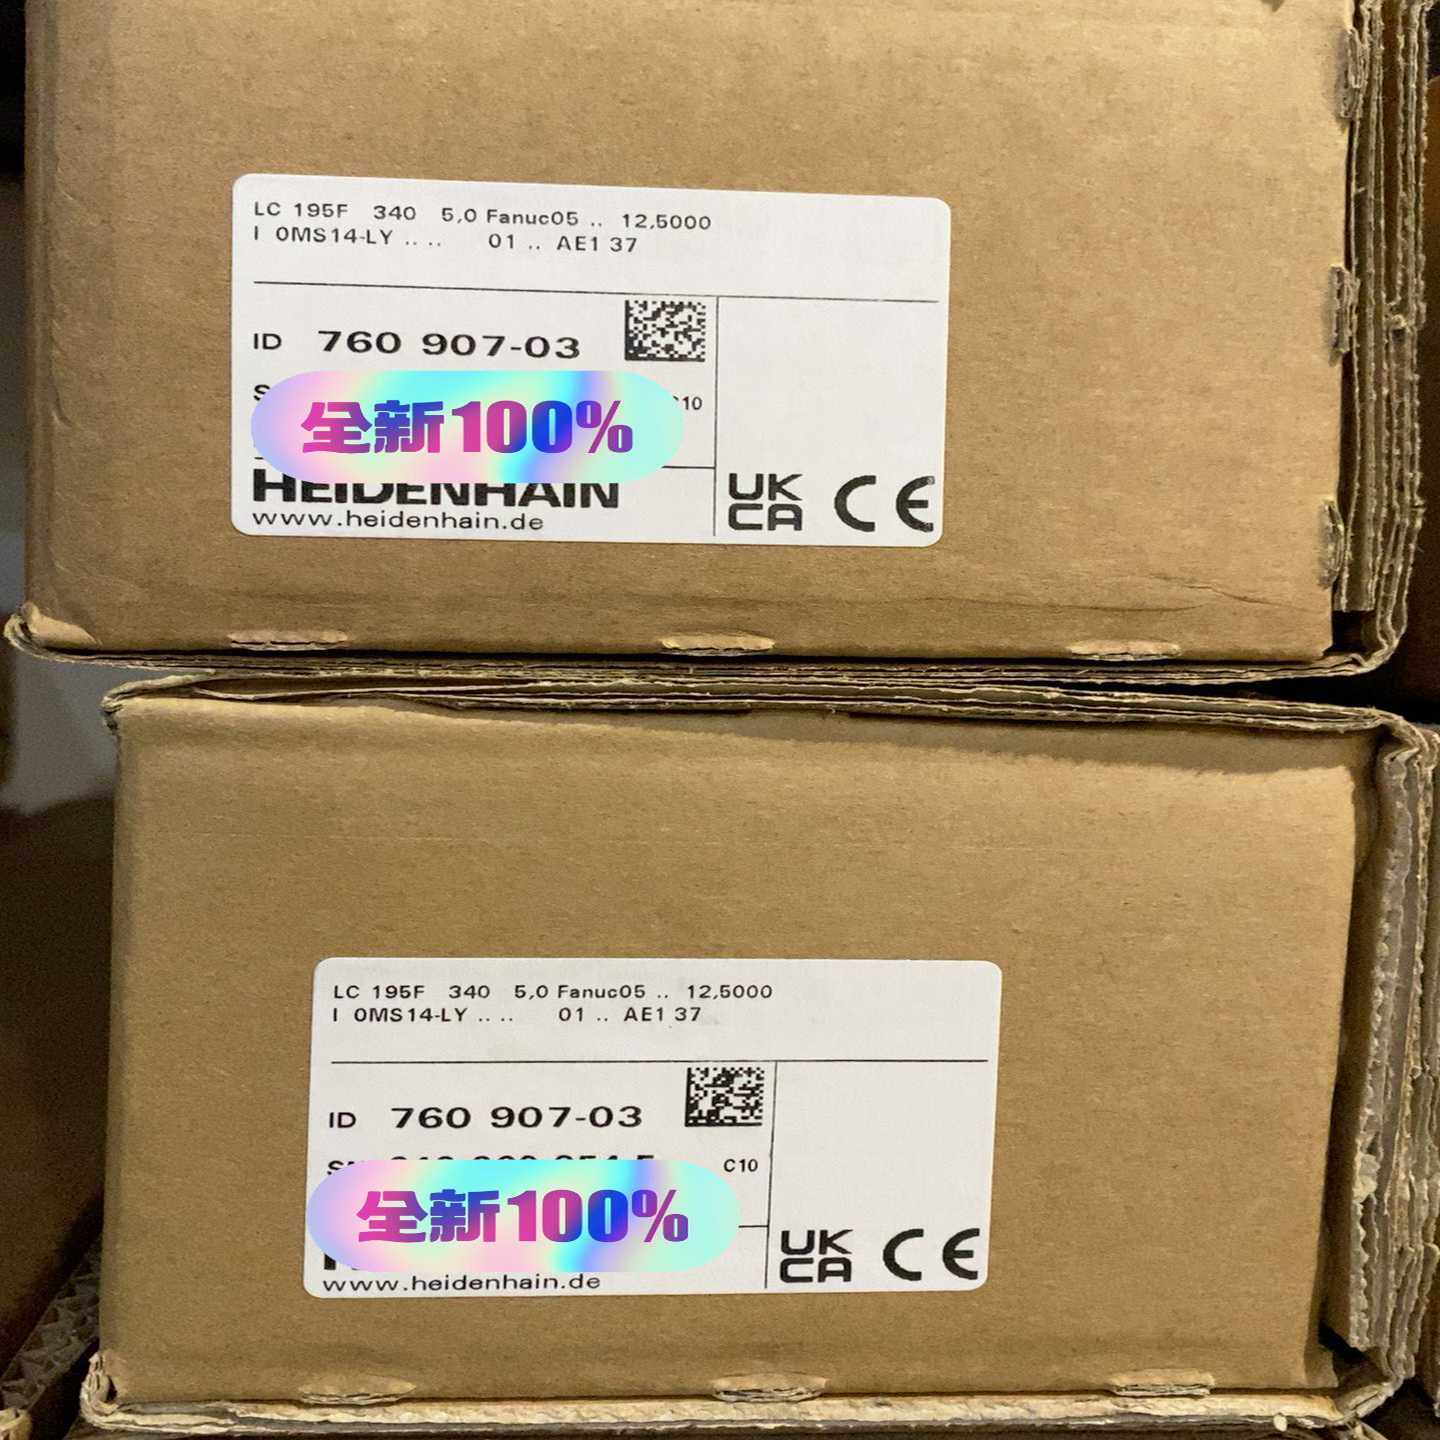 LC 195F 340 5,0 Fanuc05 .. 12,5000
I 0MS14-LY .. .. 01 .. AE1 37
ID 760 907-03
全新100%
HEIDENHAIN
www.heidenhain.de
UK
CA CE
LC 195F 340 5,0 Fanuc05 .. 12,5000
I 0MS14-LY .. .. 01 .. AE1 37
ID 760 907-03
C10
全新100%
www.heidenhain.de
UK
CA CE